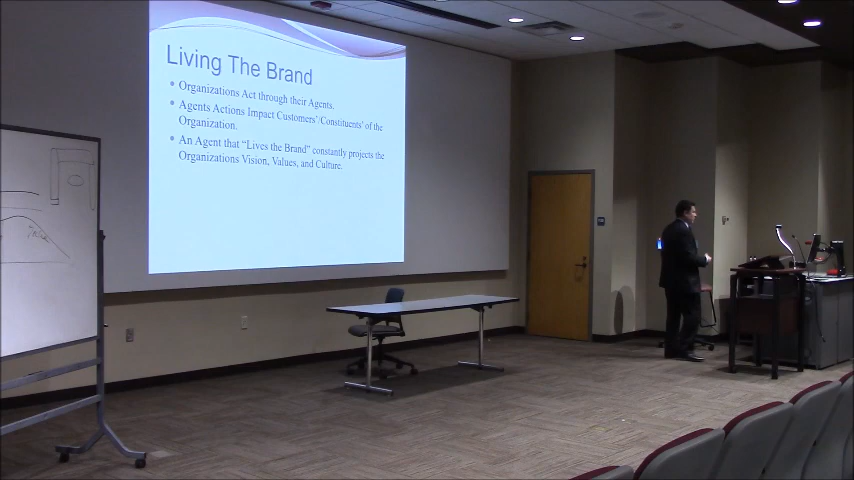 Living The Brand
Organizations Act through their Agents.
Agents Actions Impact Customers'/Constituents' of the
Organization.
An Agent that "Lives the Brand" constantly projects the
Organizations Vision, Values, and Culture.